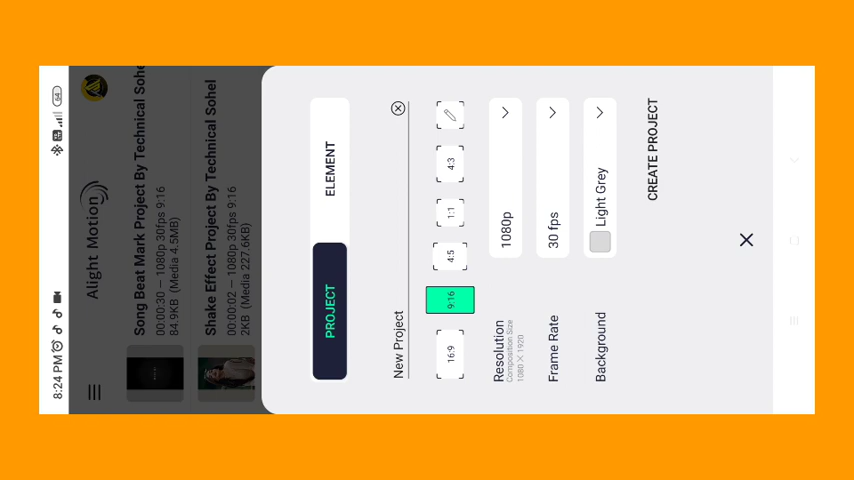 8:24 PM
64
Alight Motion
Song Beat Mark Project By Technical Sohe
00:00:30 — 1080p 30fps 9:16
84.9KB (Media 4.5MB)
Shake Effect Project By Technical Sohel
00:00:02 — 1080p 30fps 9:16
2KB (Media 227.6KB)
PROJECT
ELEMENT
New Project
16:9
9:16
4:5
1:1
4:3
Resolution
Composition Size
1080 X 1920
1080p
Frame Rate
30 fps
Background
Light Grey
CREATE PROJECT